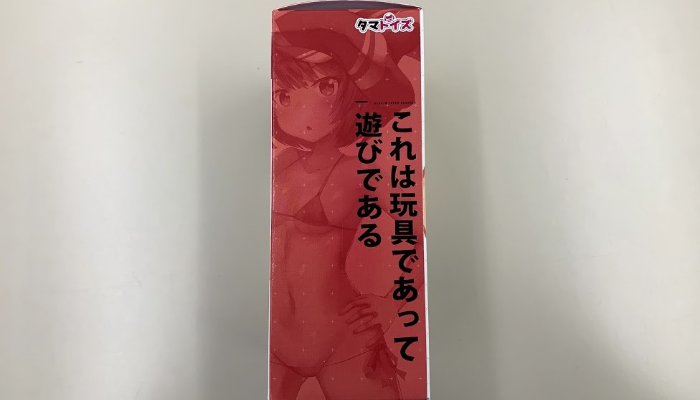 タマトイズ
これは玩具であって
遊びである